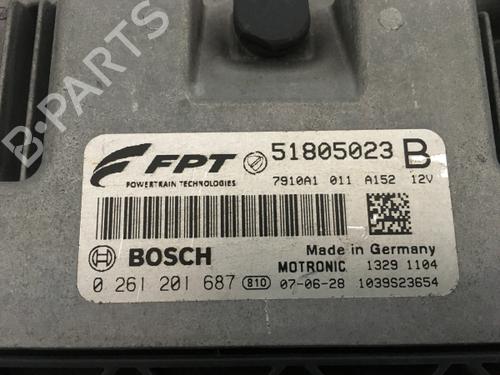 B-PARTS
FPT 51805023 B
POWERTRAIN TECHNOLOGIES 7910A1 011 A152 12V
BOSCH Made in Germany
MOTRONIC 1329 1104
0 261 201 687 810 07-06-28 1039S23654